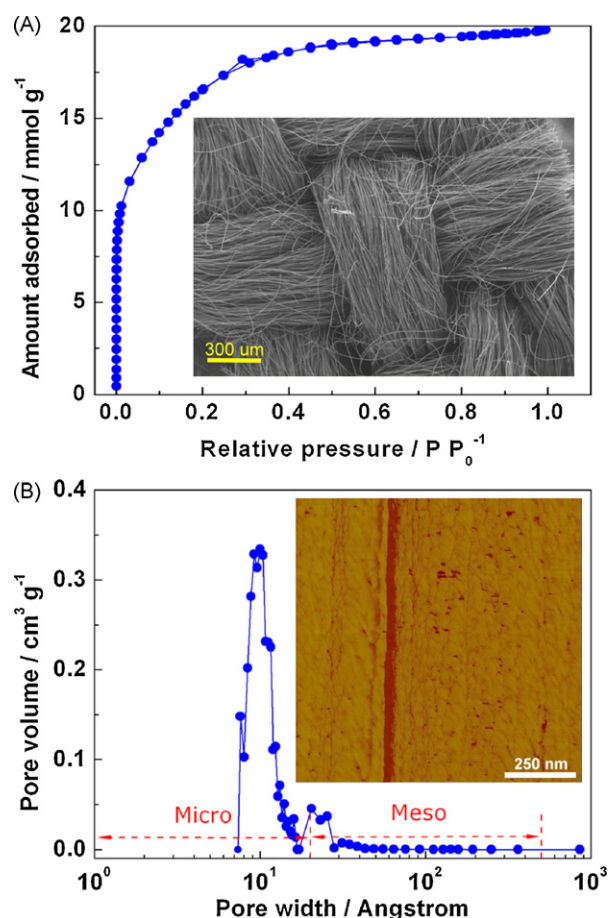 (A)
20
15
10
5
0
Amount adsorbed / mmol g⁻¹
300 um
0.0 0.2 0.4 0.6 0.8 1.0
Relative pressure / P P₀⁻¹
(B)
0.4
0.3
0.2
0.1
0.0
Pore volume / cm³ g⁻¹
250 nm
Micro Meso
10⁰ 10¹ 10² 10³
Pore width / Angstrom